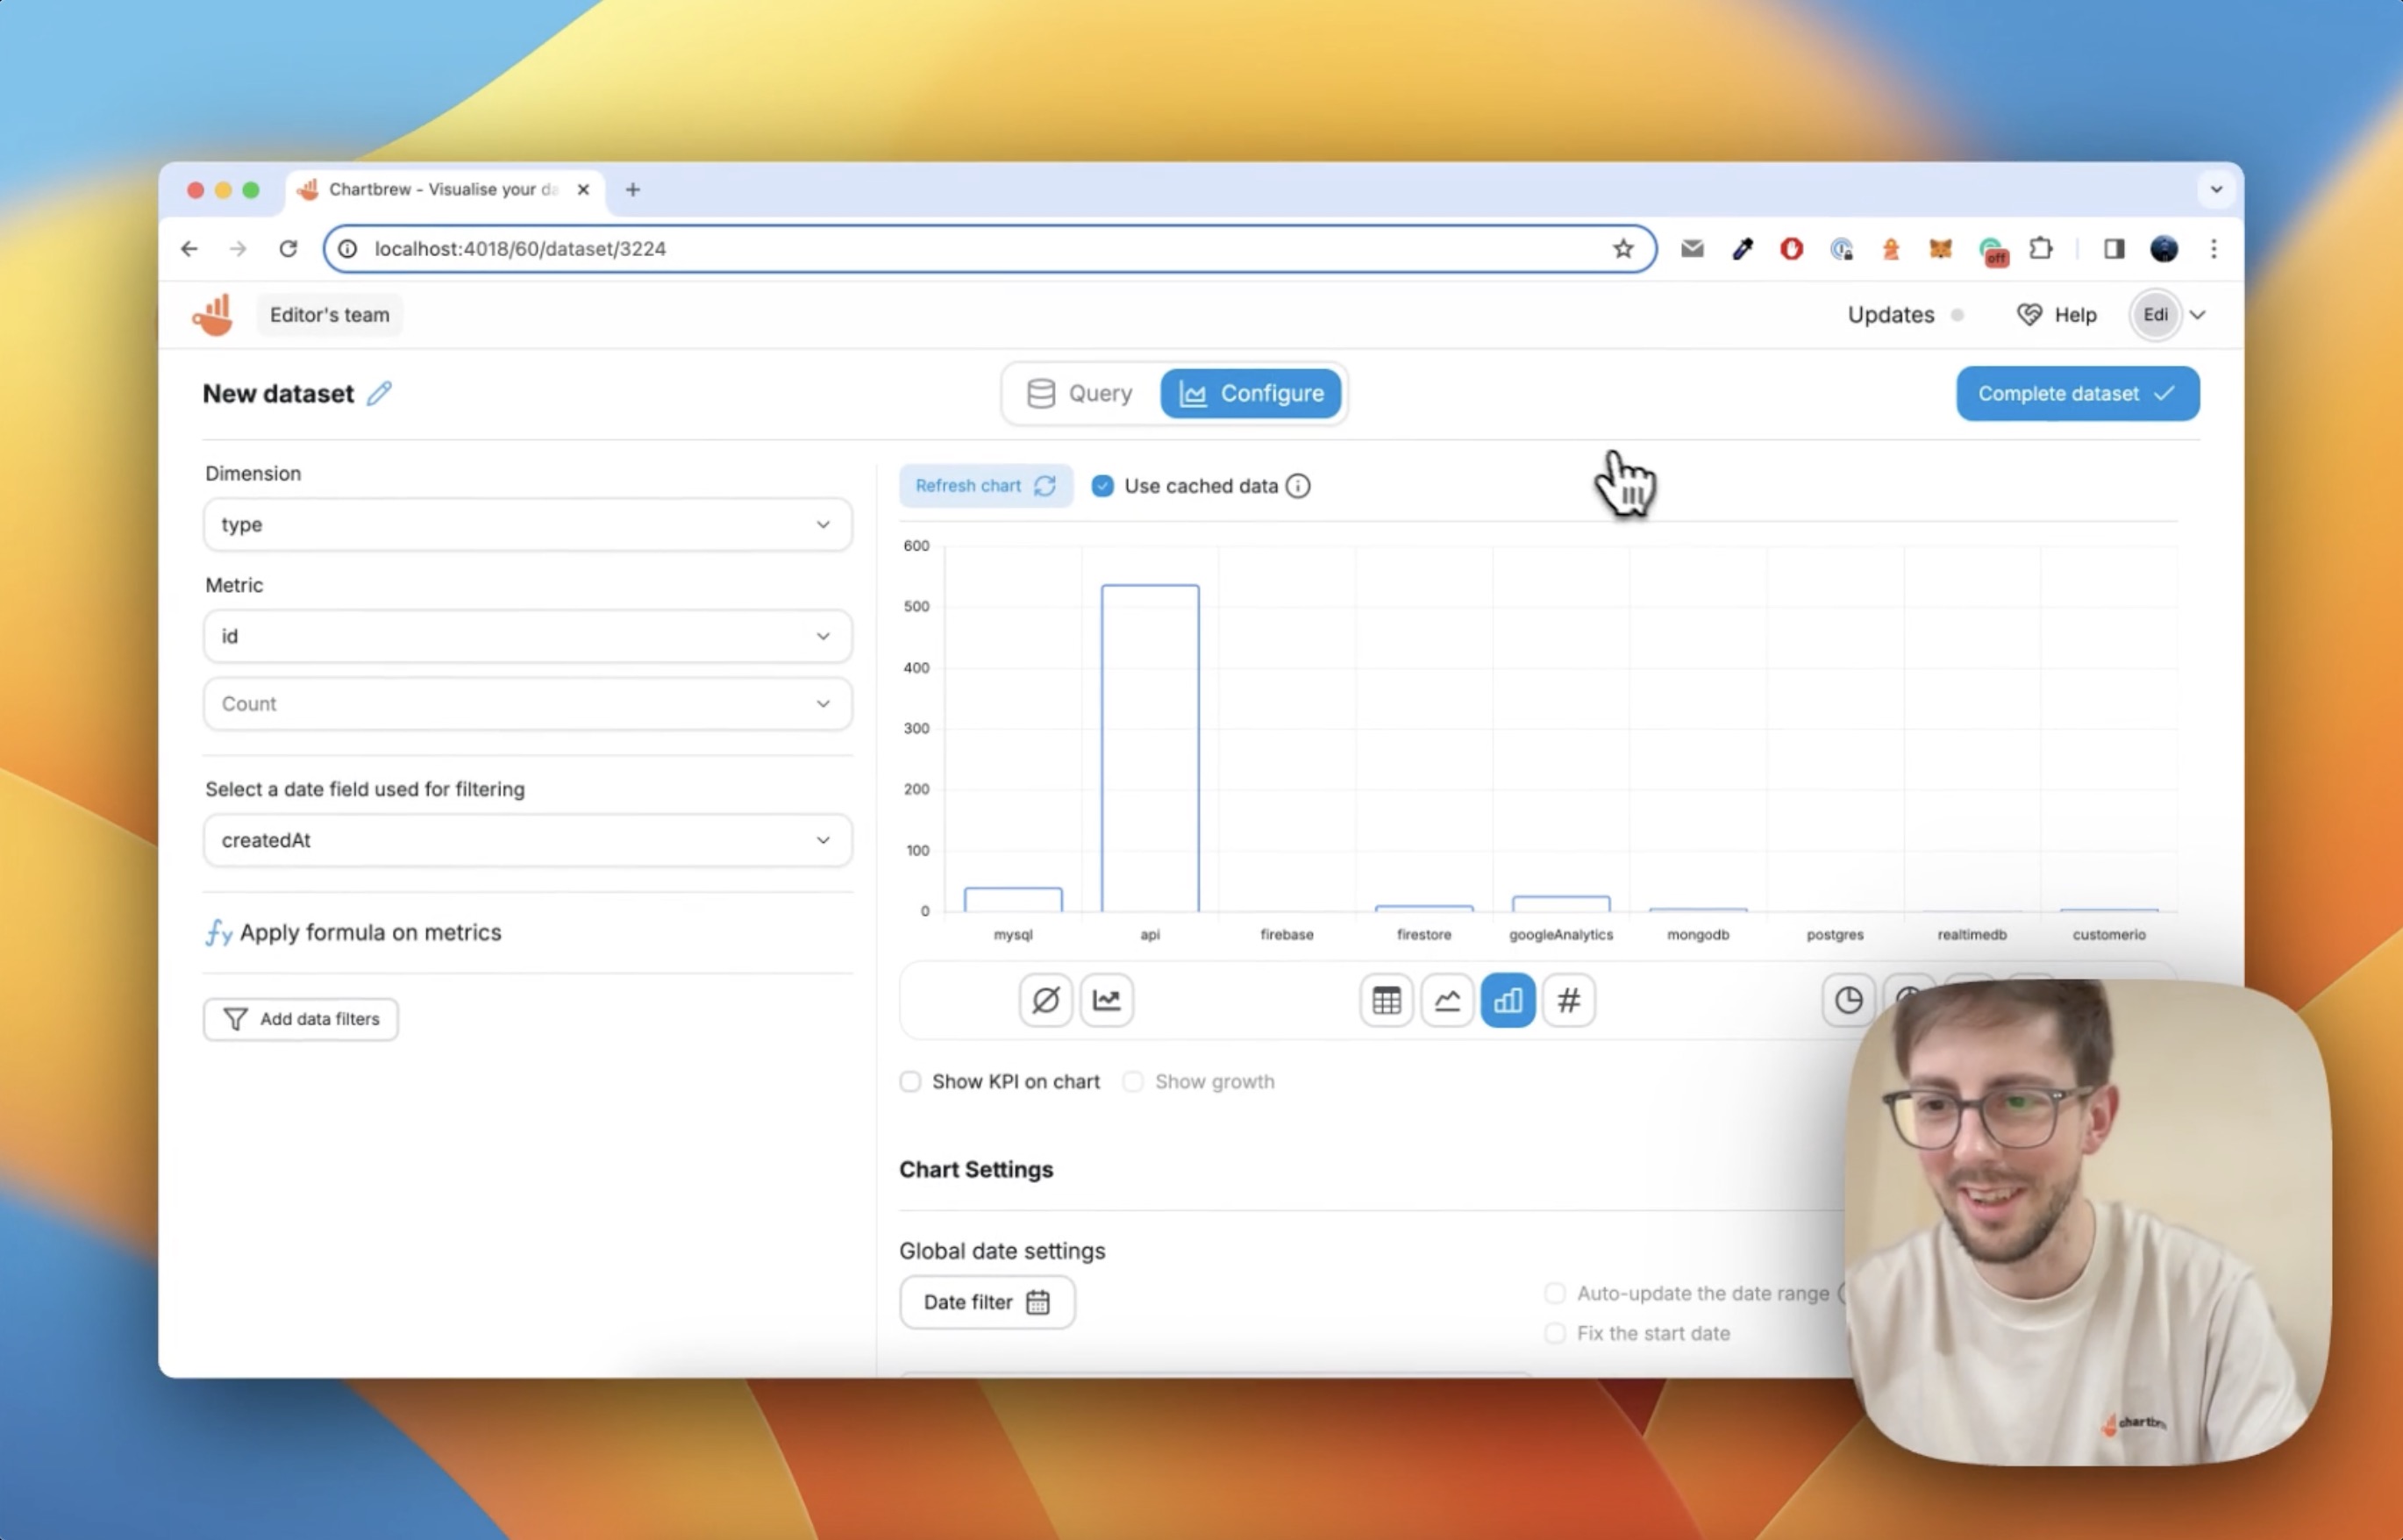 Chartbrew - Visualise your da
localhost:4018/60/dataset/3224
off
Editor's team
Updates
Help
Edi
New dataset
Query
Configure
Complete dataset
Dimension
type
Metric
id
Count
Select a date field used for filtering
createdAt
Apply formula on metrics
Add data filters
Refresh chart
Use cached data
600
500
400
300
200
100
0
mysql
api
firebase
firestore
googleAnalytics
mongodb
postgres
realtimedb
customerio
#
Show KPI on chart
Show growth
Chart Settings
Global date settings
Date filter
Auto-update the date range
Fix the start date